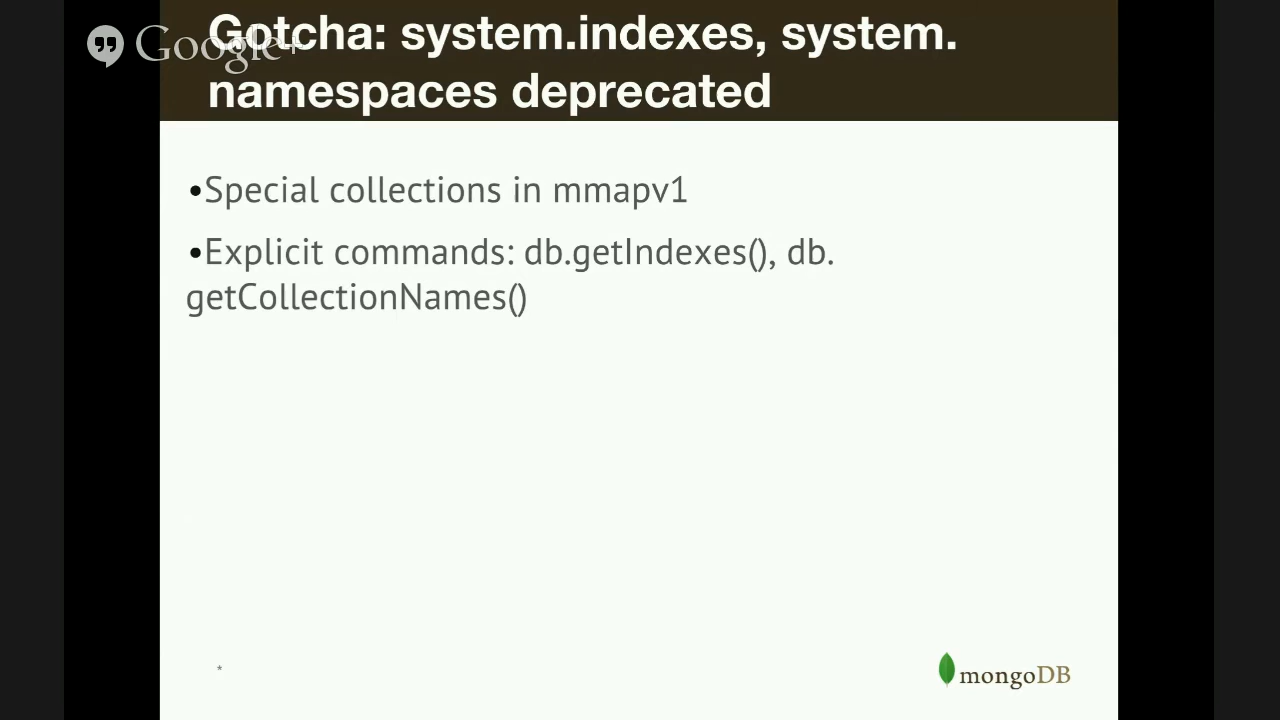 Gotcha: system.indexes, system.
Google+
namespaces deprecated
•Special collections in mmapv1
•Explicit commands: db.getIndexes(), db.
getCollectionNames()
*
mongoDB